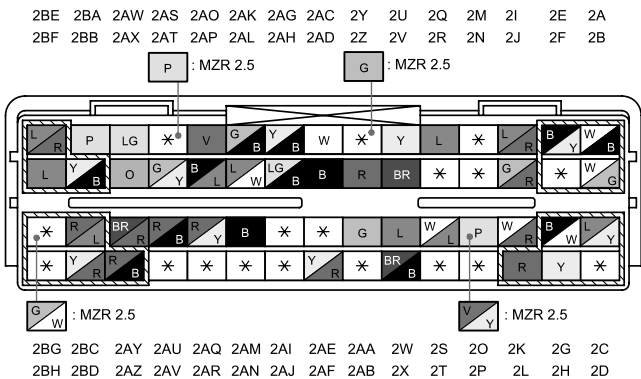 2BE 2BA 2AW 2AS 2AO 2AK 2AG 2AC 2Y 2U 2Q 2M 2I 2E 2A
2BF 2BB 2AX 2AT 2AP 2AL 2AH 2AD 2Z 2V 2R 2N 2J 2F 2B
P : MZR 2.5 G : MZR 2.5
L R P LG * V G B Y B W * Y L * L R B Y W B
L Y B O G Y B L L W LG B B R BR * * G R * W G
* R L BR R R B R Y B * * G L W L P W R B W L Y
* Y R R B * * * * Y R * BR B * * R Y *
G W : MZR 2.5 V Y : MZR 2.5
2BG 2BC 2AY 2AU 2AQ 2AM 2AI 2AE 2AA 2W 2S 2O 2K 2G 2C
2BH 2BD 2AZ 2AV 2AR 2AN 2AJ 2AF 2AB 2X 2T 2P 2L 2H 2D